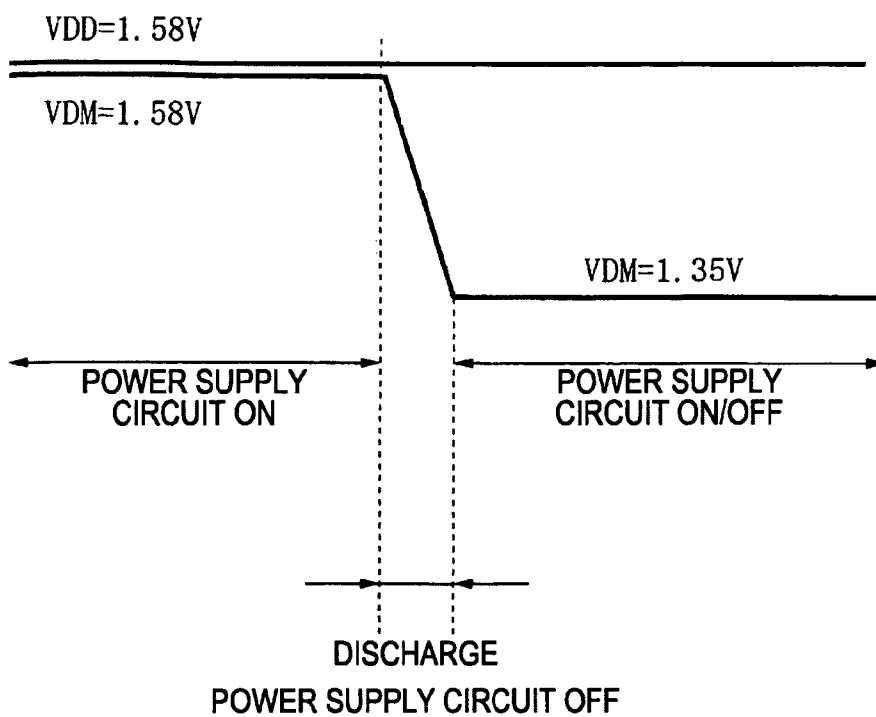 VDD=1.58V
VDM=1.58V
VDM=1.35V
POWER SUPPLY
CIRCUIT ON
POWER SUPPLY
CIRCUIT ON/OFF
DISCHARGE
POWER SUPPLY CIRCUIT OFF